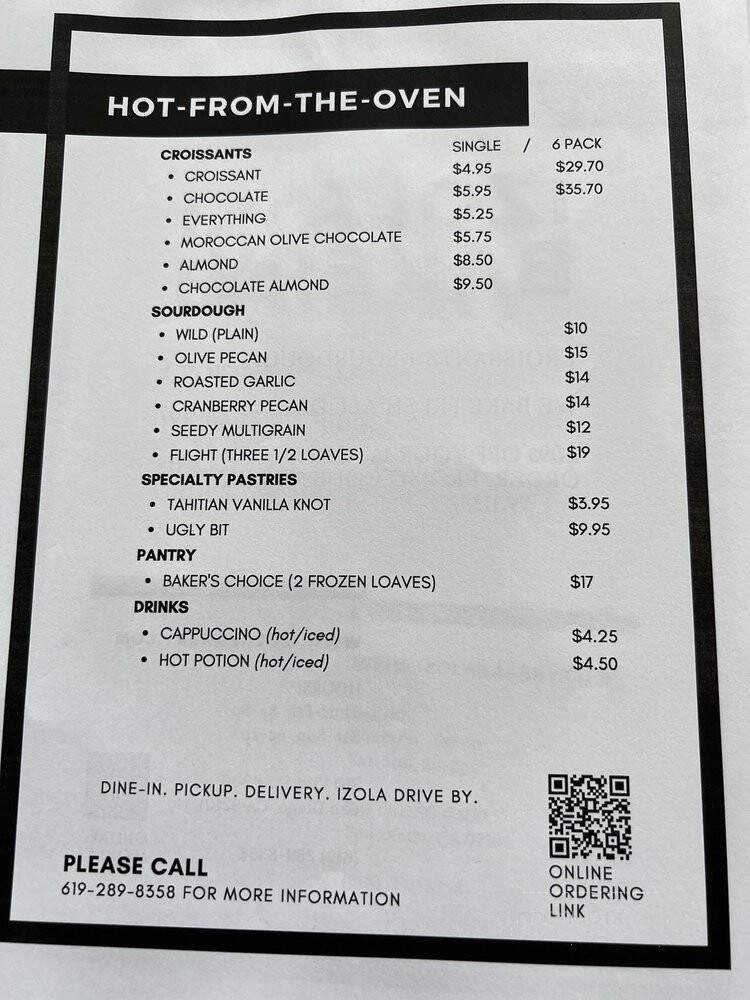 HOT-FROM-THE-OVEN
CROISSANTS SINGLE / 6 PACK
• CROISSANT $4.95 $29.70
• CHOCOLATE $5.95 $35.70
• EVERYTHING $5.25
• MOROCCAN OLIVE CHOCOLATE $5.75
• ALMOND $8.50
• CHOCOLATE ALMOND $9.50
SOURDOUGH
• WILD (PLAIN) $10
• OLIVE PECAN $15
• ROASTED GARLIC $14
• CRANBERRY PECAN $14
• SEEDY MULTIGRAIN $12
• FLIGHT (THREE 1/2 LOAVES) $19
SPECIALTY PASTRIES
• TAHITIAN VANILLA KNOT $3.95
• UGLY BIT $9.95
PANTRY
• BAKER'S CHOICE (2 FROZEN LOAVES) $17
DRINKS
• CAPPUCCINO (hot/iced) $4.25
• HOT POTION (hot/iced) $4.50
DINE-IN. PICKUP. DELIVERY. IZOLA DRIVE BY.
PLEASE CALL
619-289-8358 FOR MORE INFORMATION
ONLINE
ORDERING
LINK